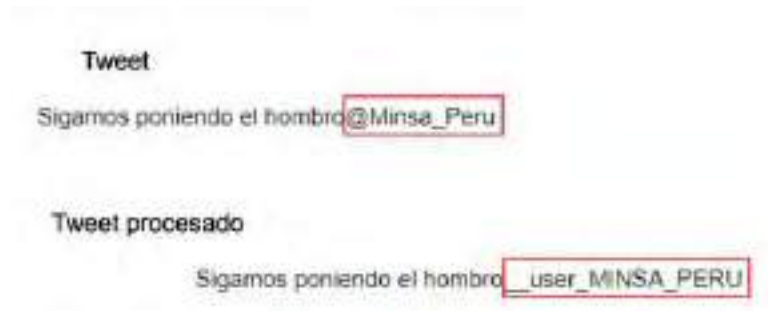 Tweet
Sigamos poniendo el hombro@Minsa_Peru
Tweet procesado
Sigamos poniendo el hombro__user_MINSA_PERU